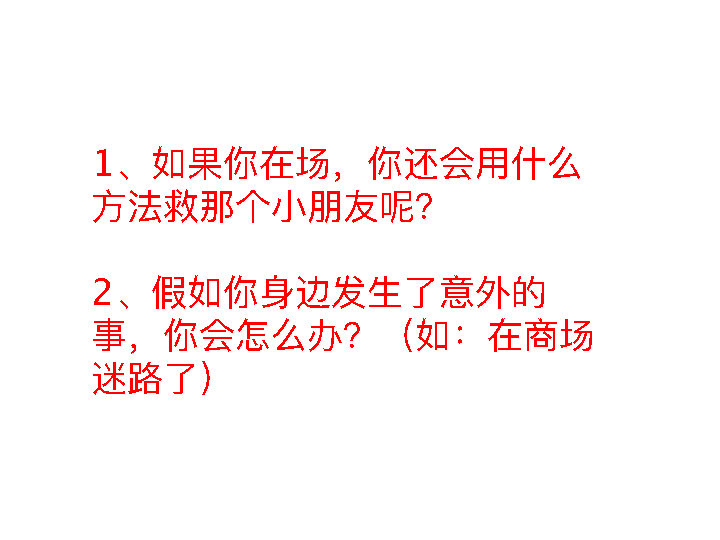 1、如果你在场，你还会用什么
方法救那个小朋友呢？
2、假如你身边发生了意外的
事，你会怎么办？（如：在商场
迷路了）